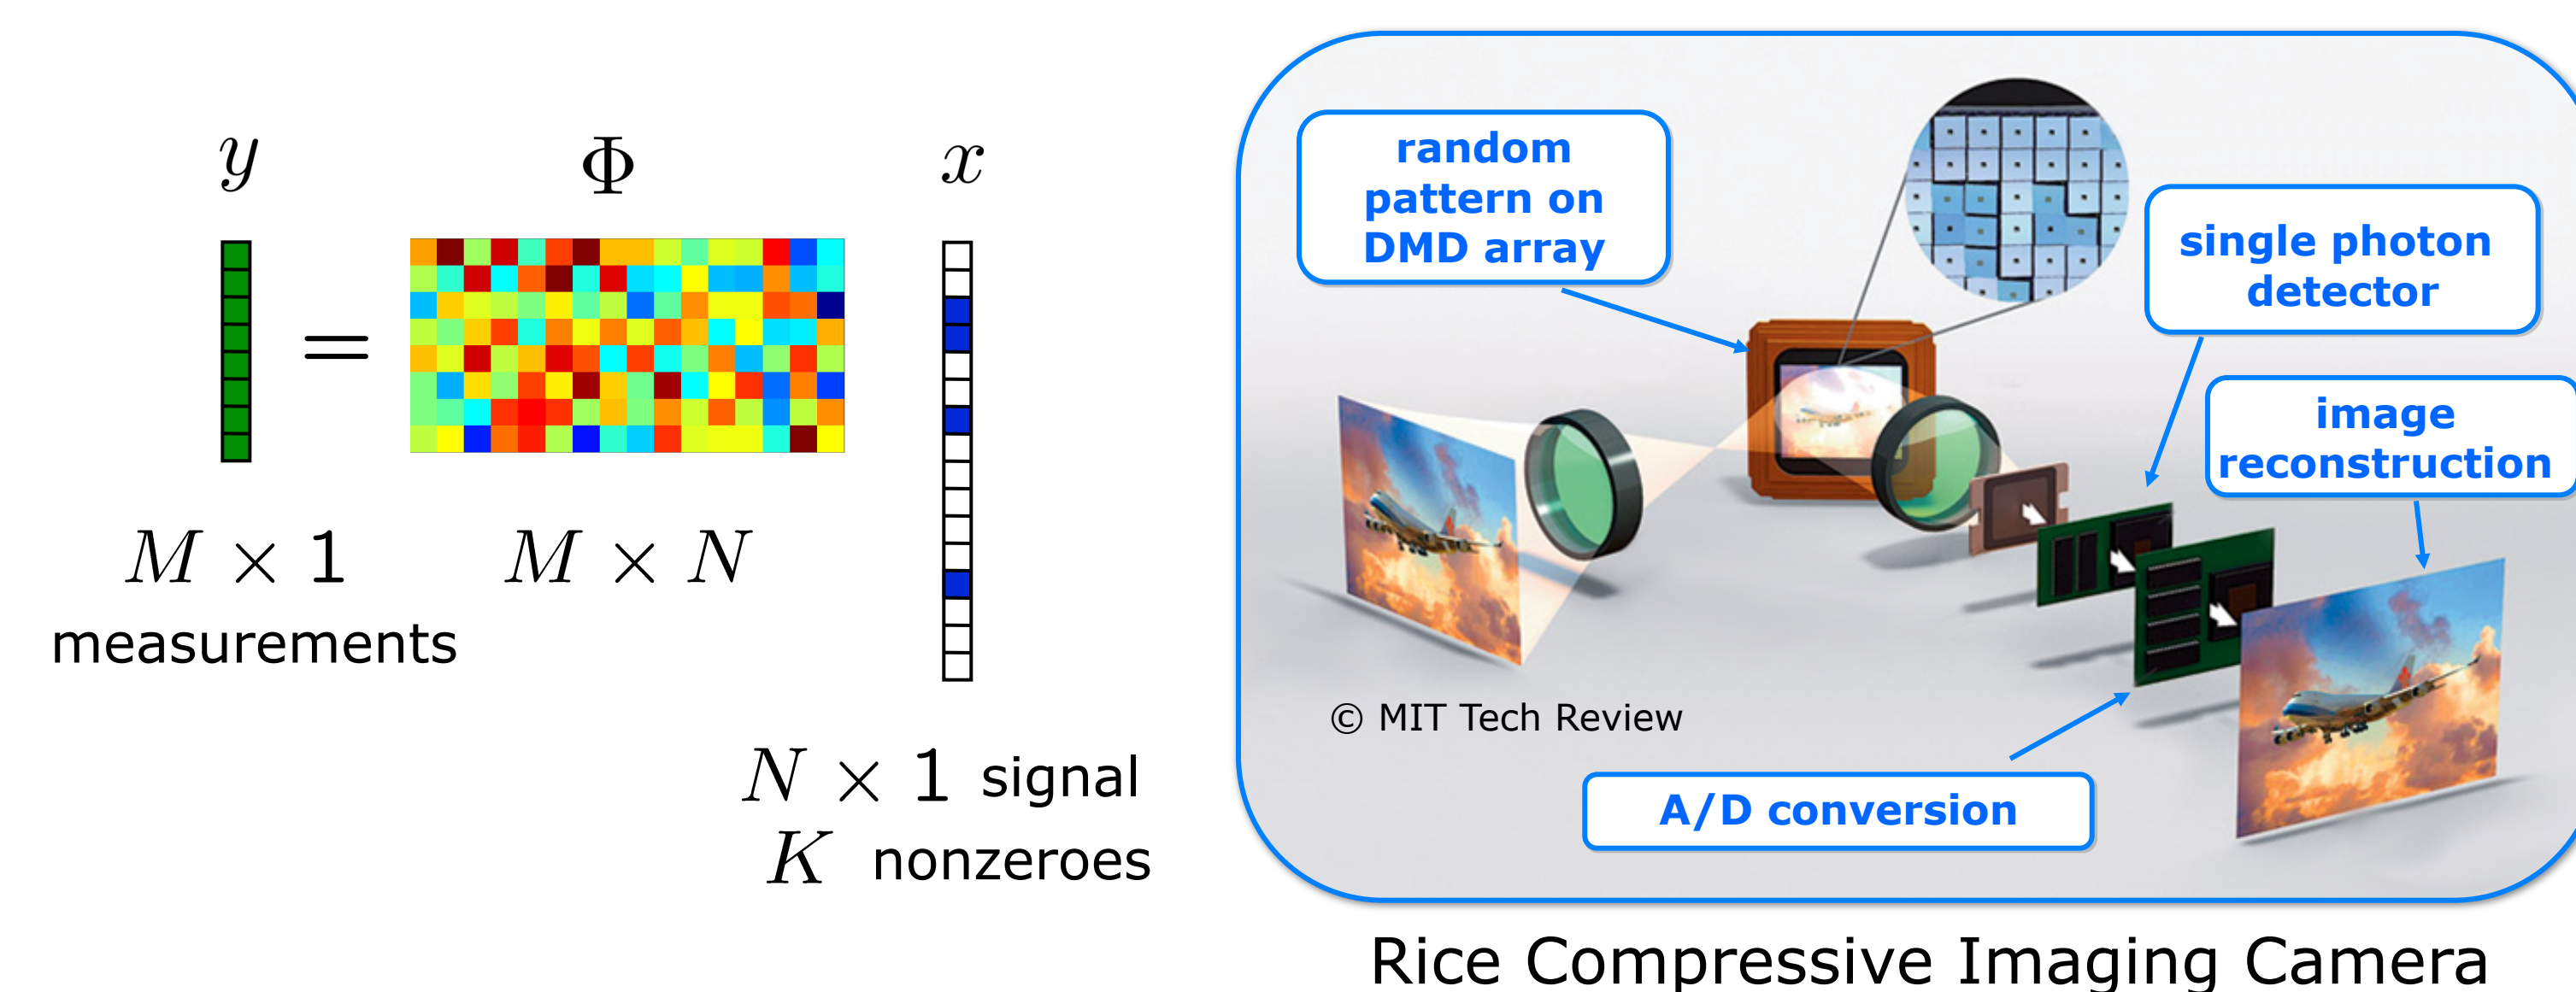 y
Φ
x
=
M × 1
measurements
M × N
N × 1 signal
K nonzeroes
random
pattern on
DMD array
single photon
detector
image
reconstruction
© MIT Tech Review
A/D conversion
Rice Compressive Imaging Camera